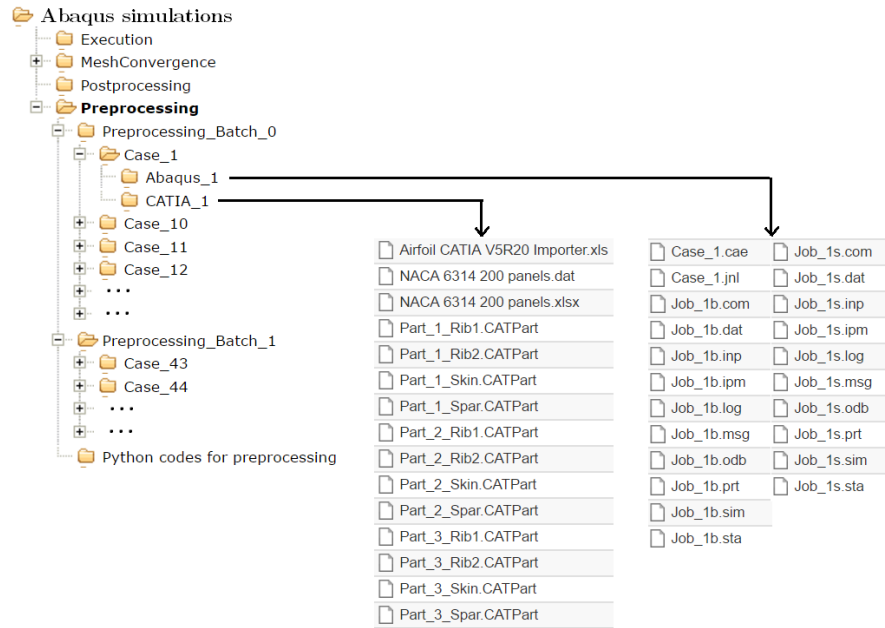 Abaqus simulations
Execution
MeshConvergence
Postprocessing
Preprocessing
Preprocessing_Batch_0
Case_1
Abaqus_1
CATIA_1
Case_10
Case_11
Case_12
...
...
Preprocessing_Batch_1
Case_43
Case_44
...
...
Python codes for preprocessing
Airfoil CATIA V5R20 Importer.xls
NACA 6314 200 panels.dat
NACA 6314 200 panels.xlsx
Part_1_Rib1.CATPart
Part_1_Rib2.CATPart
Part_1_Skin.CATPart
Part_1_Spar.CATPart
Part_2_Rib1.CATPart
Part_2_Rib2.CATPart
Part_2_Skin.CATPart
Part_2_Spar.CATPart
Part_3_Rib1.CATPart
Part_3_Rib2.CATPart
Part_3_Skin.CATPart
Part_3_Spar.CATPart
Case_1.cae
Case_1.jnl
Job_1b.com
Job_1b.dat
Job_1b.inp
Job_1b.ipm
Job_1b.log
Job_1b.msg
Job_1b.odb
Job_1b.prt
Job_1b.sim
Job_1b.sta
Job_1s.com
Job_1s.dat
Job_1s.inp
Job_1s.ipm
Job_1s.log
Job_1s.msg
Job_1s.odb
Job_1s.prt
Job_1s.sim
Job_1s.sta